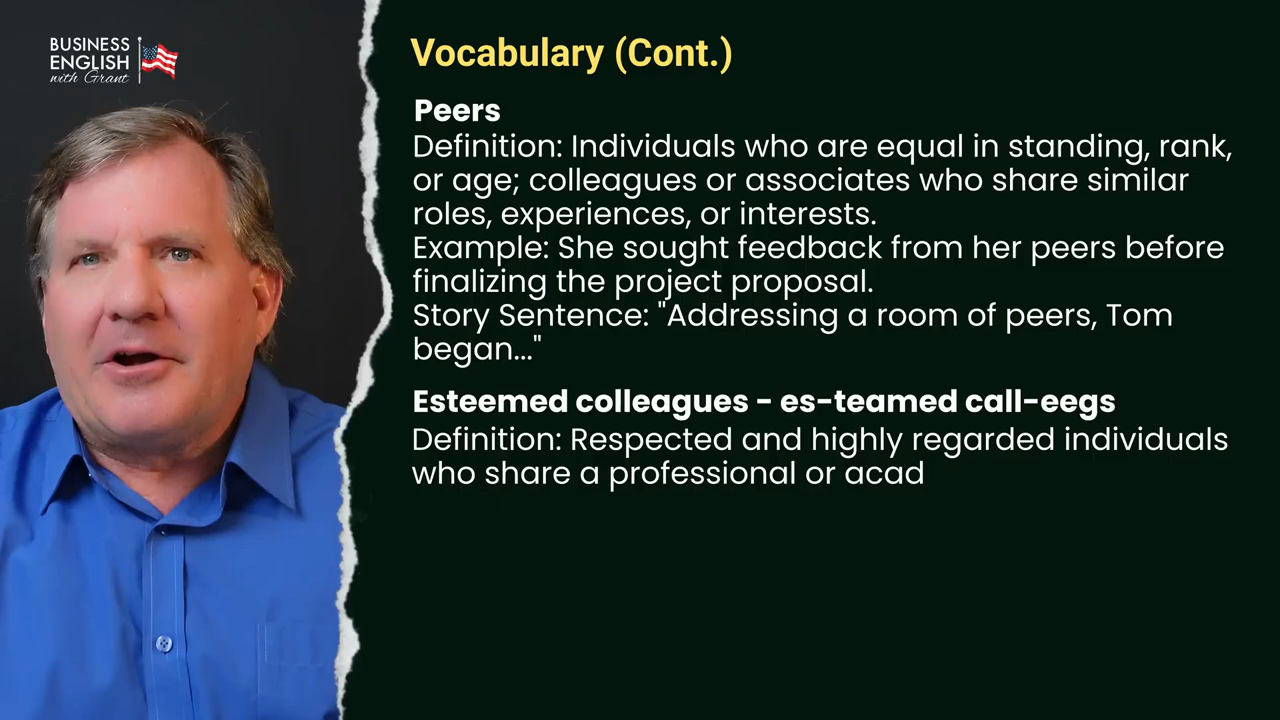 BUSINESS
ENGLISH
with Grant
Vocabulary (Cont.)
Peers
Definition: Individuals who are equal in standing, rank,
or age; colleagues or associates who share similar
roles, experiences, or interests.
Example: She sought feedback from her peers before
finalizing the project proposal.
Story Sentence: "Addressing a room of peers, Tom
began..."
Esteemed colleagues - es-teamed call-eegs
Definition: Respected and highly regarded individuals
who share a professional or acad